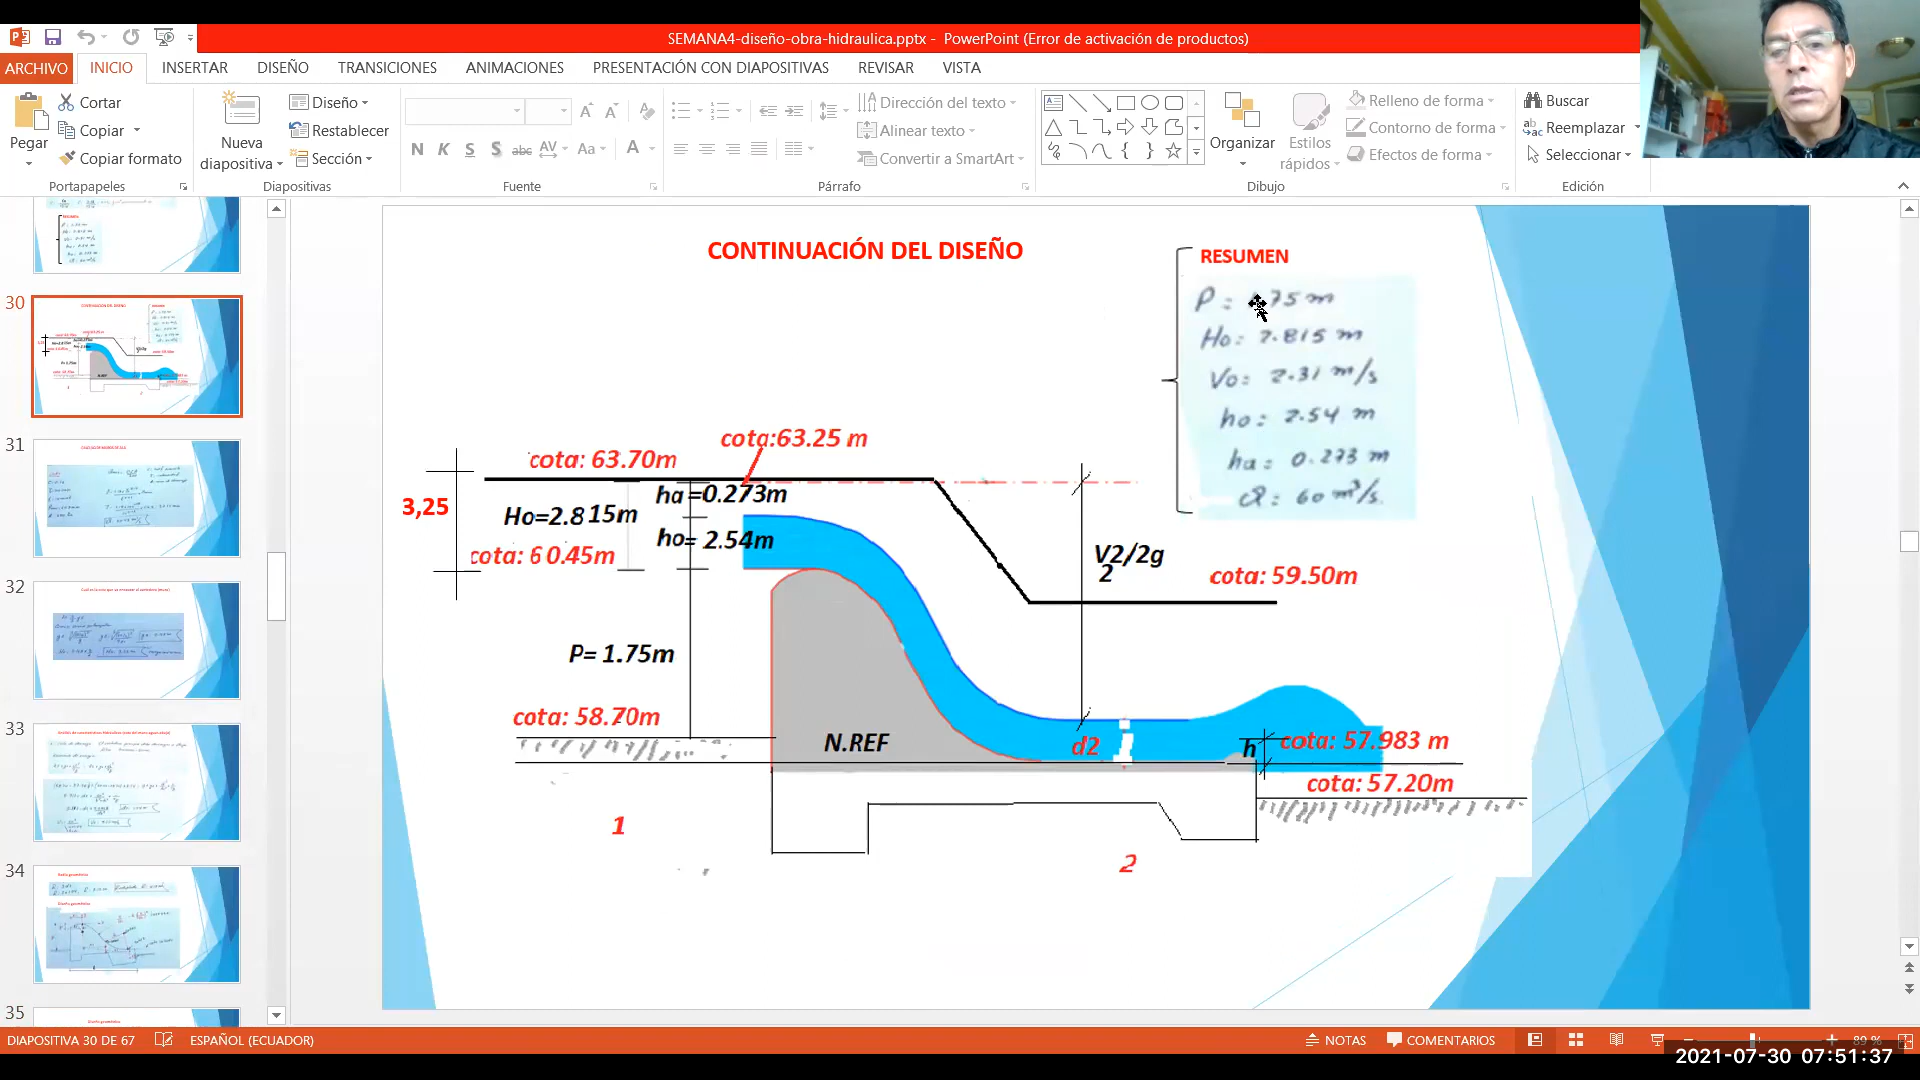 SEMANA4-diseño-obra-hidraulica.pptx - PowerPoint (Error de activación de productos)
ARCHIVO INICIO INSERTAR DISEÑO TRANSICIONES ANIMACIONES PRESENTACIÓN CON DIAPOSITIVAS REVISAR VISTA
Pegar
Cortar
Copiar
Copiar formato
Portapapeles
Nueva diapositiva
Diseño
Restablecer
Sección
Diapositivas
N K S S abc AV Aa A
Fuente
Dirección del texto
Alinear texto
Convertir a SmartArt
Párrafo
Organizar
Estilos rápidos
Relleno de forma
Contorno de forma
Efectos de forma
Dibujo
Buscar
Reemplazar
Seleccionar
Edición
30
31
32
33
34
35
CONTINUACIÓN DEL DISEÑO
RESUMEN
P = 75 m
Ho: 2.815 m
Vo: 2.31 m/s
ho: 2.54 m
ha: 0.273 m
Q: 60 m³/s.
cota:63.25 m
cota: 63.70m
ha=0.273m
3,25
Ho=2.815m
ho= 2.54m
cota: 60.45m
V2/2g
2
cota: 59.50m
P= 1.75m
cota: 58.70m
N.REF
d2
h
cota: 57.983 m
cota: 57.20m
1
2
DIAPOSITIVA 30 DE 67 ESPAÑOL (ECUADOR) NOTAS COMENTARIOS 89 %
2021-07-30 07:51:37